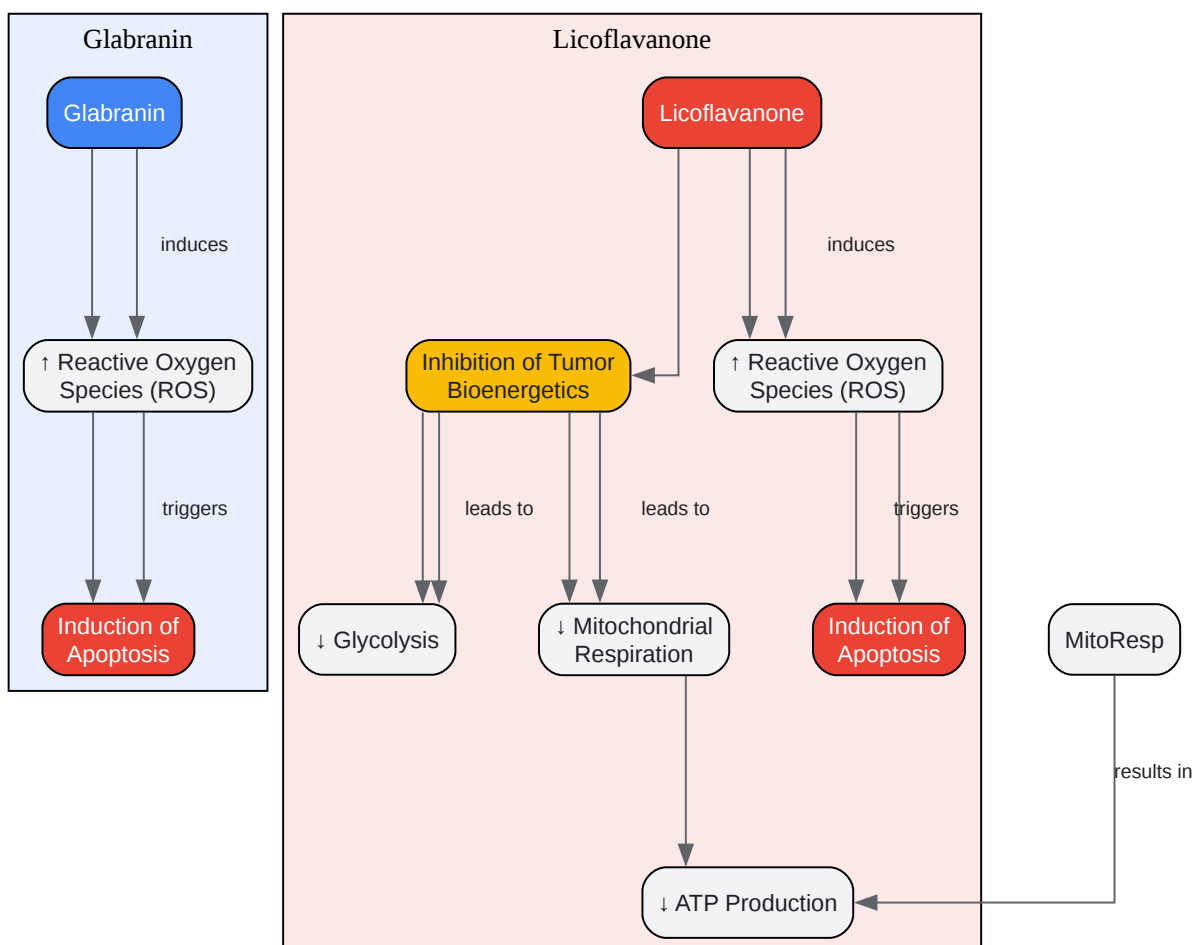 Glabranin
Licoflavanone
Glabranin
Licoflavanone
induces
induces
↑ Reactive Oxygen
Species (ROS)
Inhibition of Tumor
Bioenergetics
↑ Reactive Oxygen
Species (ROS)
triggers
leads to
leads to
triggers
Induction of
Apoptosis
↓ Glycolysis
↓ Mitochondrial
Respiration
Induction of
Apoptosis
MitoResp
results in
↓ ATP Production